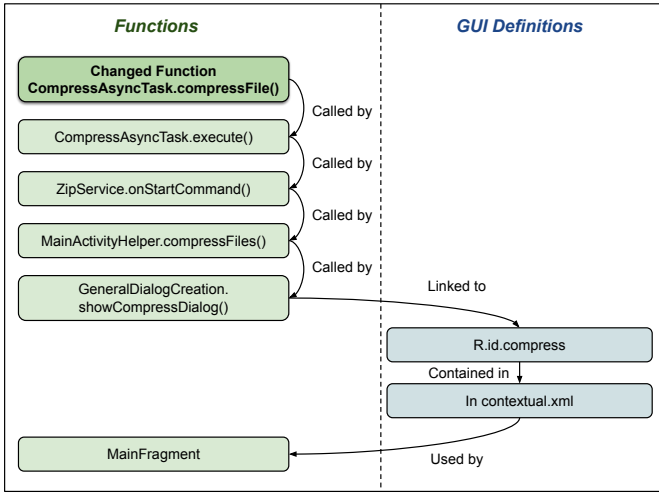 Functions
GUI Definitions
Changed Function
CompressAsyncTask.compressFile()
Called by
CompressAsyncTask.execute()
Called by
ZipService.onStartCommand()
Called by
MainActivityHelper.compressFiles()
Called by
GeneralDialogCreation.
showCompressDialog()
Linked to
R.id.compress
Contained in
In contextual.xml
MainFragment
Used by